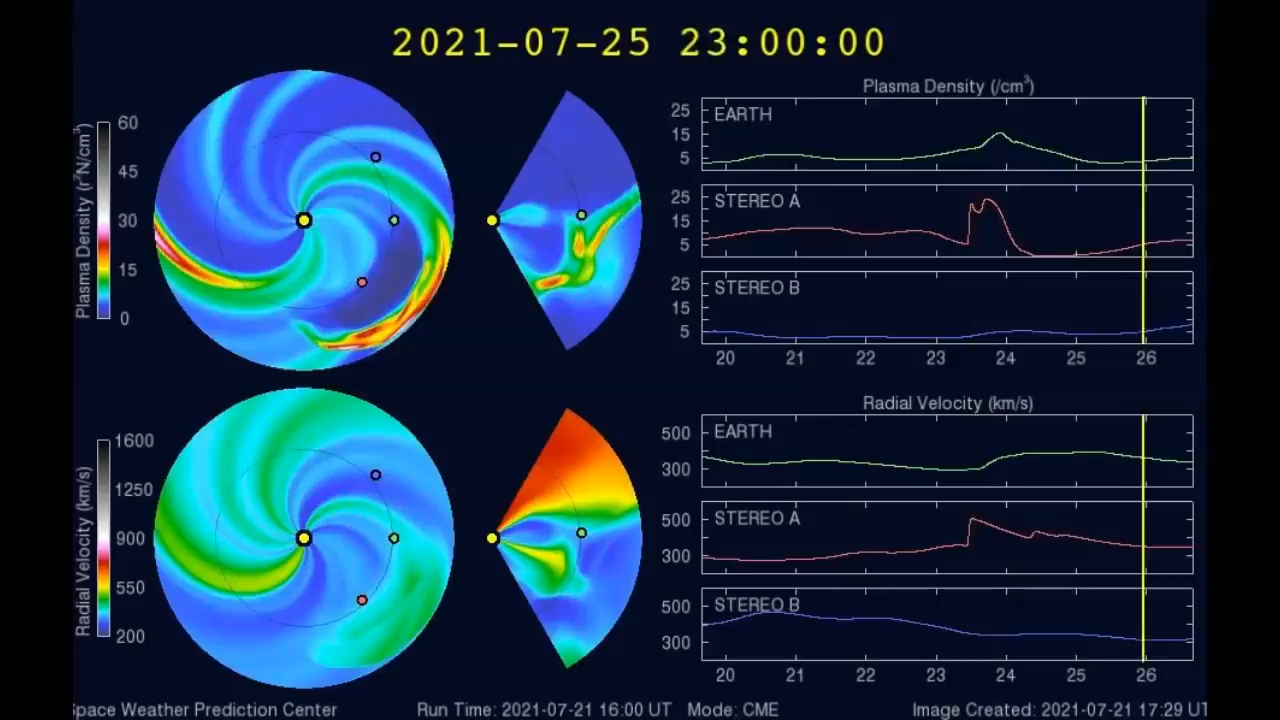 2021-07-25 23:00:00
Plasma Density (r²N/cm³)
60
45
30
15
0
Plasma Density (/cm³)
EARTH
25
15
5
STEREO A
25
15
5
STEREO B
25
15
5
20 21 22 23 24 25 26
Radial Velocity (km/s)
1600
1250
900
550
200
Radial Velocity (km/s)
EARTH
500
300
STEREO A
500
300
STEREO B
500
300
20 21 22 23 24 25 26
Space Weather Prediction Center Run Time: 2021-07-21 16:00 UT Mode: CME Image Created: 2021-07-21 17:29 UT